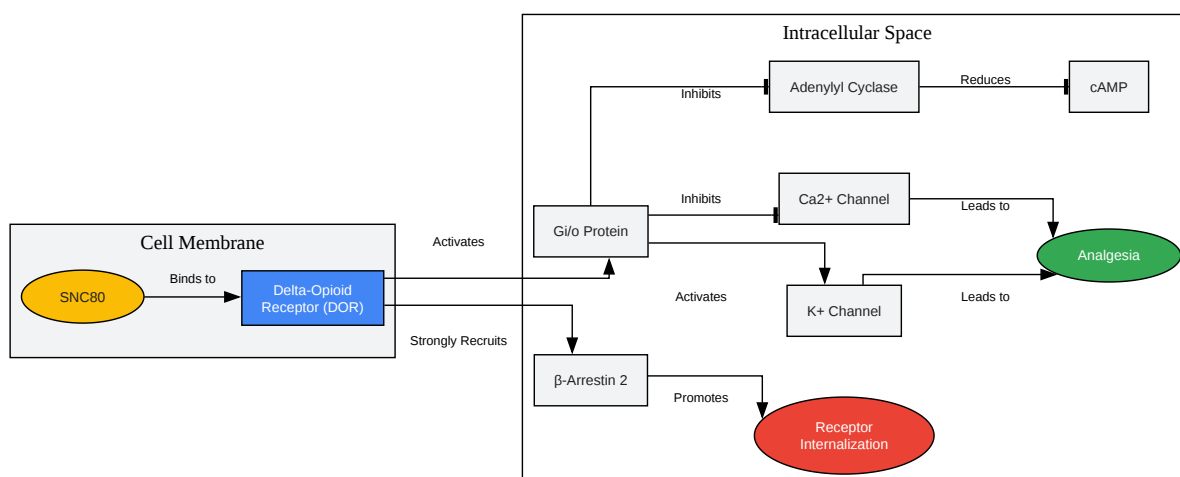 Intracellular Space
Adenylyl Cyclase
Reduces
cAMP
Inhibits
Inhibits
Ca2+ Channel
Leads to
Gi/o Protein
Cell Membrane
Activates
Analgesia
SNC80
Binds to
Delta-Opioid
Receptor (DOR)
Activates
K+ Channel
Leads to
Strongly Recruits
β-Arrestin 2
Promotes
Receptor
Internalization